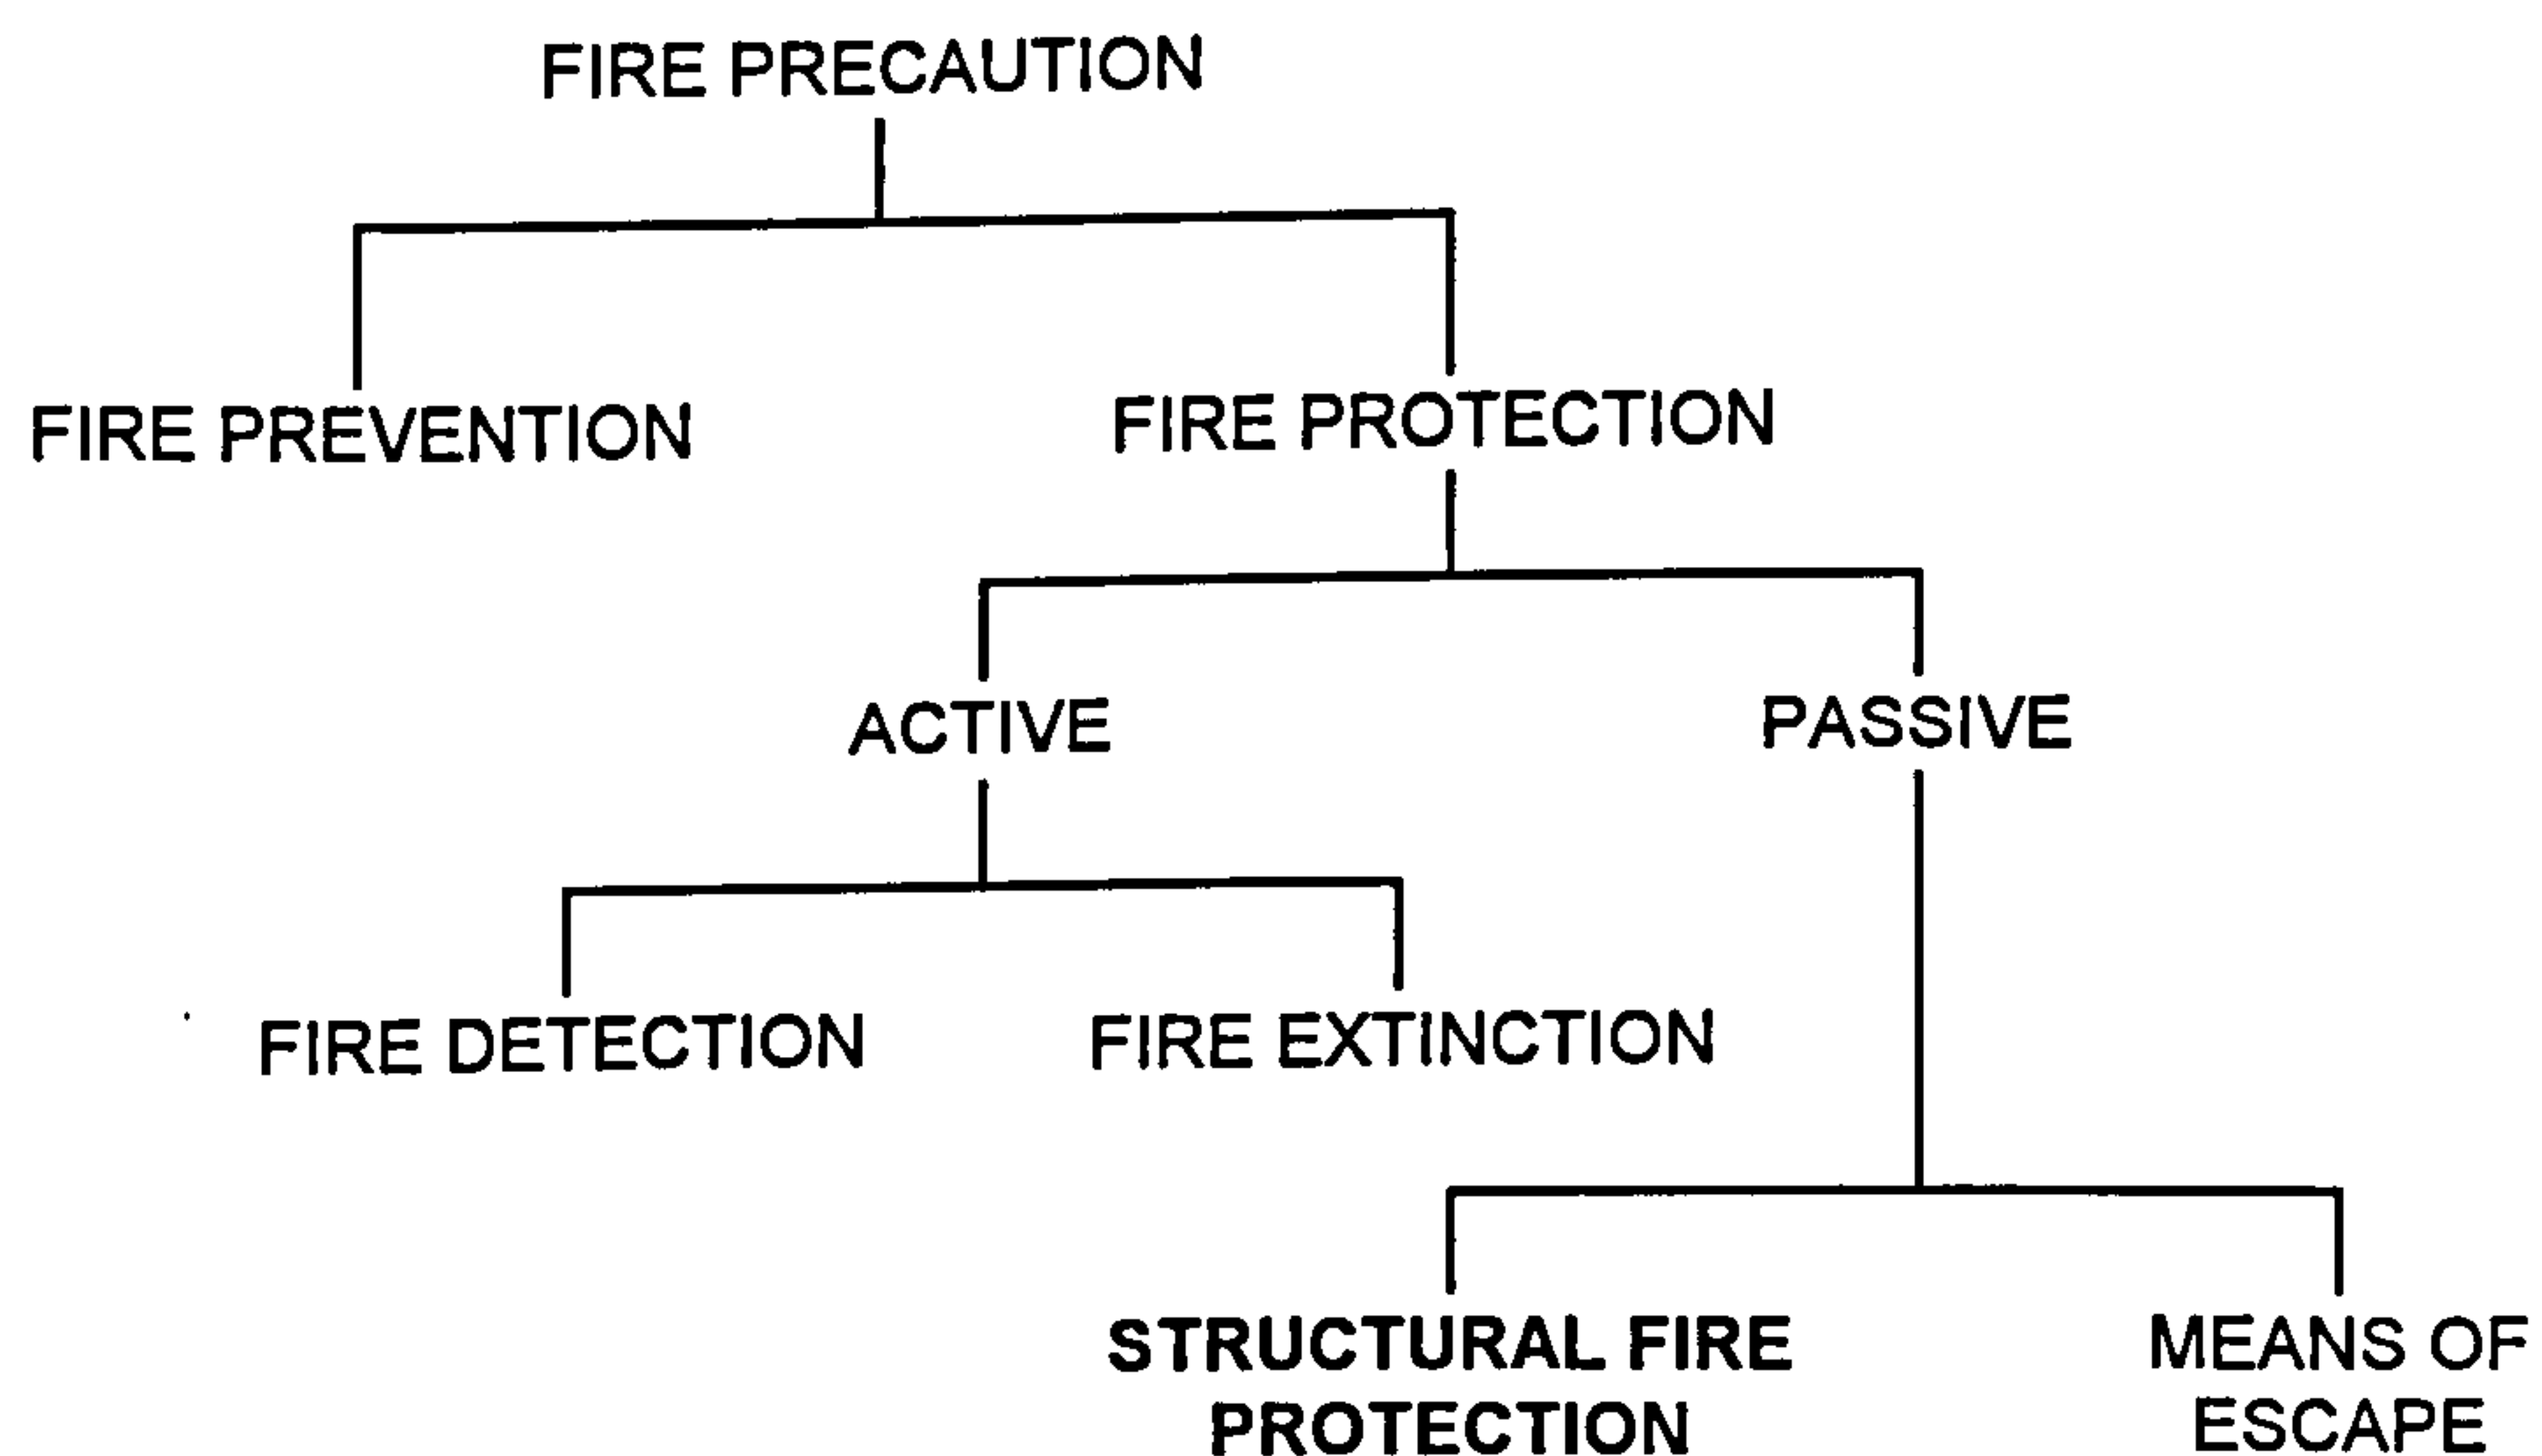 FIRE PRECAUTION
FIRE PREVENTION
FIRE PROTECTION
ACTIVE
PASSIVE
FIRE DETECTION
FIRE EXTINCTION
STRUCTURAL FIRE
PROTECTION
MEANS OF
ESCAPE